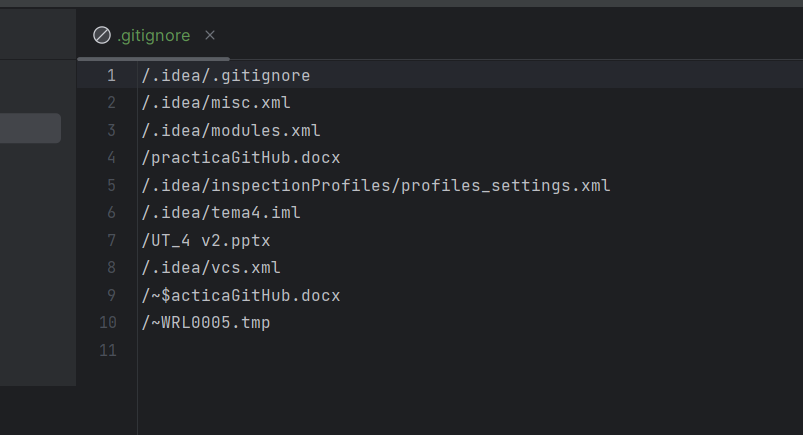 .gitignore
1 /.idea/.gitignore
2 /.idea/misc.xml
3 /.idea/modules.xml
4 /practicaGitHub.docx
5 /.idea/inspectionProfiles/profiles_settings.xml
6 /.idea/tema4.iml
7 /UT_4 v2.pptx
8 /.idea/vcs.xml
9 /~$acticaGitHub.docx
10 /~WRL0005.tmp
11